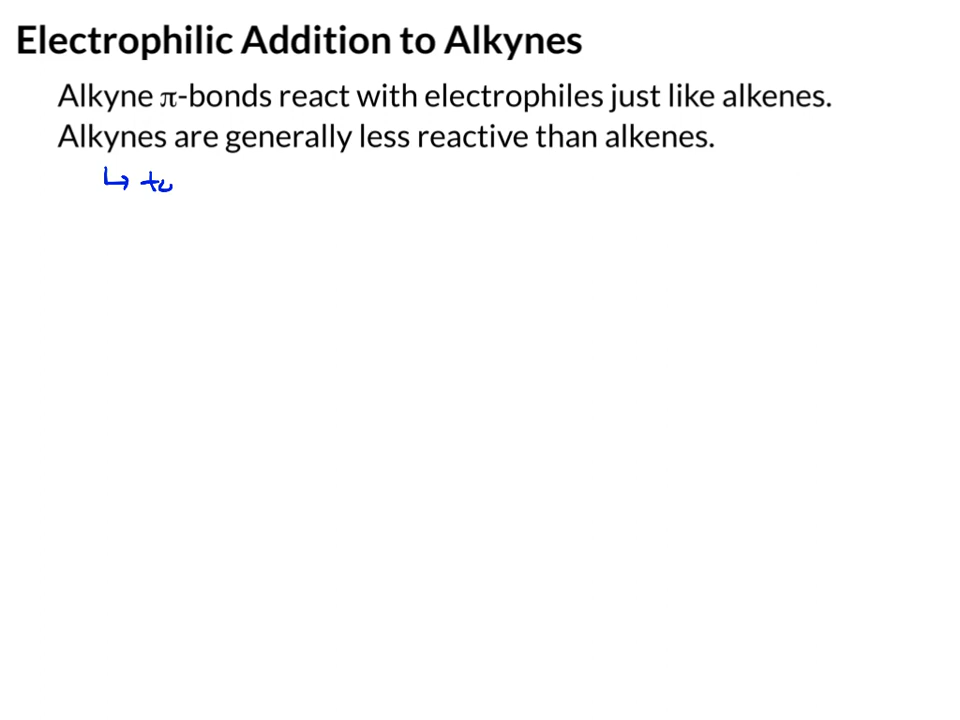 Electrophilic Addition to Alkynes
Alkyne π-bonds react with electrophiles just like alkenes.
Alkynes are generally less reactive than alkenes.
↳